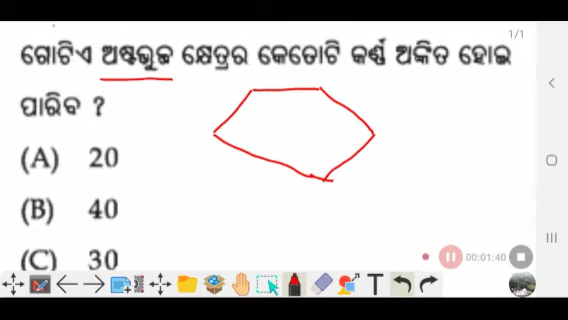 1/1
ଗୋଟିଏ ଅଷ୍ଟଭୁଜ କ୍ଷେତ୍ରର କେତୋଟି କର୍ଣ୍ଣ ଅଙ୍କିତ ହୋଇ
ପାରିବ ?
(A) 20
(B) 40
(C) 30
00:01:40